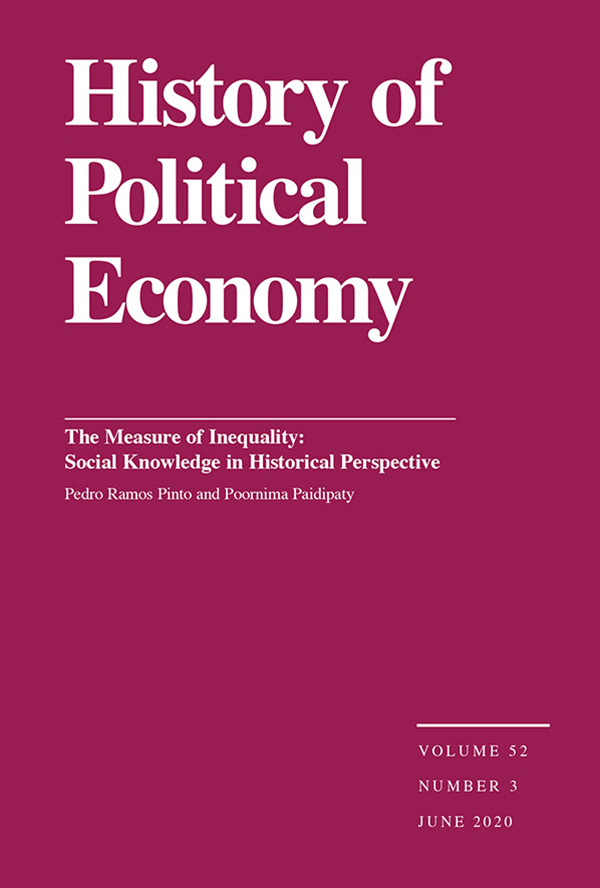 History of
Political
Economy
The Measure of Inequality:
Social Knowledge in Historical Perspective
Pedro Ramos Pinto and Poornima Paidipaty
VOLUME 52
NUMBER 3
JUNE 2020